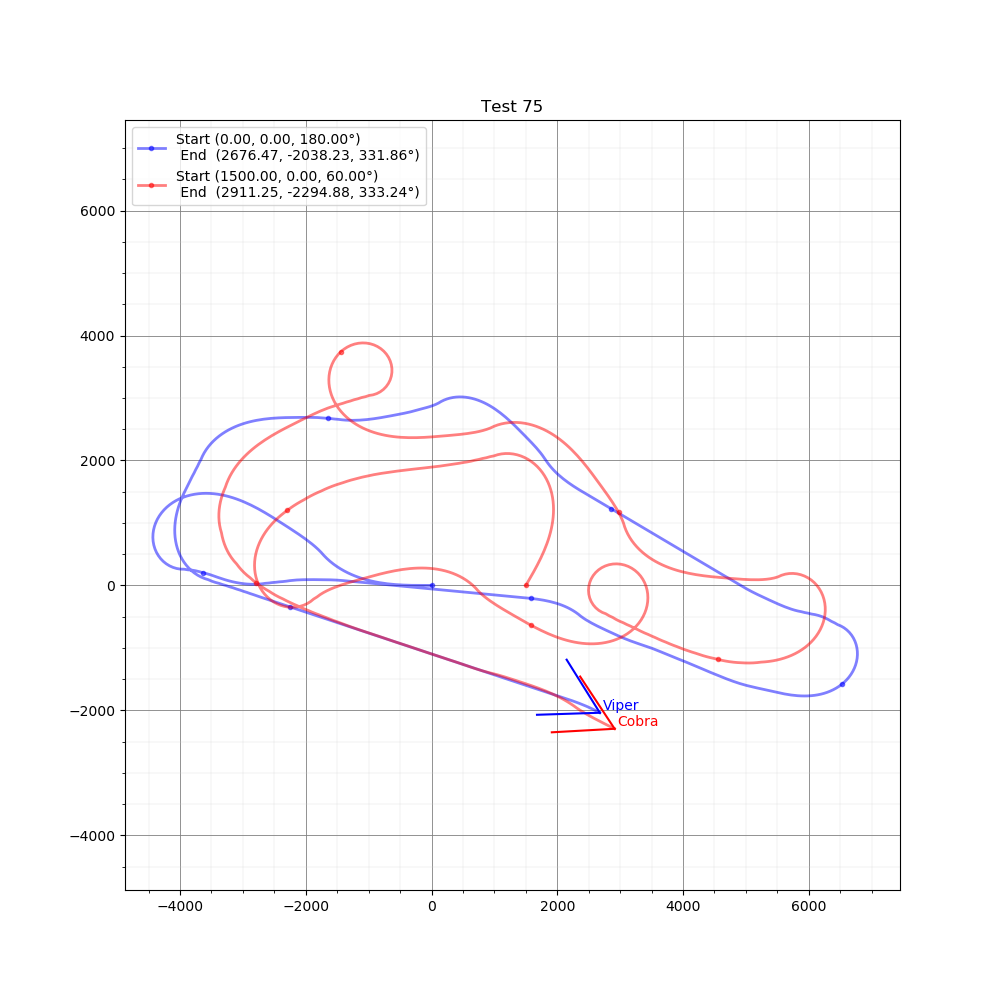 Test 75
Start (0.00, 0.00, 180.00°)
End (2676.47, -2038.23, 331.86°)
Start (1500.00, 0.00, 60.00°)
End (2911.25, -2294.88, 333.24°)
6000
4000
2000
0
−2000
−4000
Viper
Cobra
−4000 −2000 0 2000 4000 6000